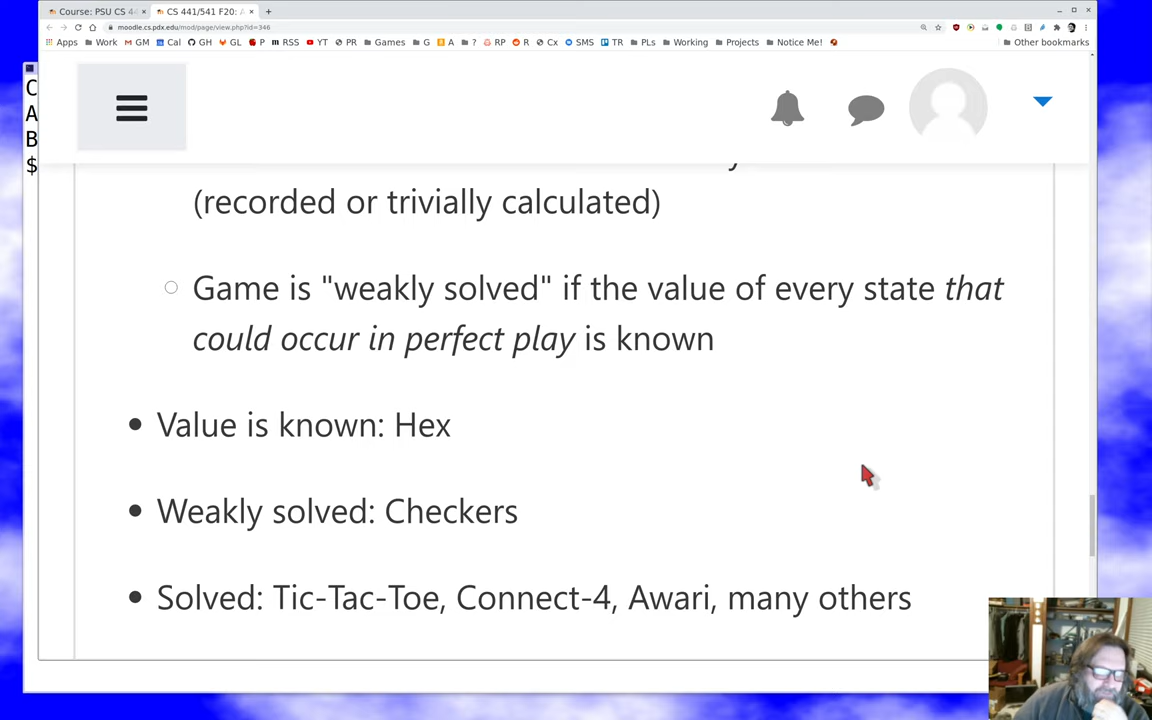 Course: PSU CS 4
CS 441/541 F20:
moodle.cs.pdx.edu/mod/page/view.php?id=346
Apps Work GM Cal GH GL P RSS YT PR Games G A ? RP R Cx SMS TR PLs Working Projects Notice Me! Other bookmarks
C
A
B
$
(recorded or trivially calculated)
Game is "weakly solved" if the value of every state that
could occur in perfect play is known
Value is known: Hex
Weakly solved: Checkers
Solved: Tic-Tac-Toe, Connect-4, Awari, many others